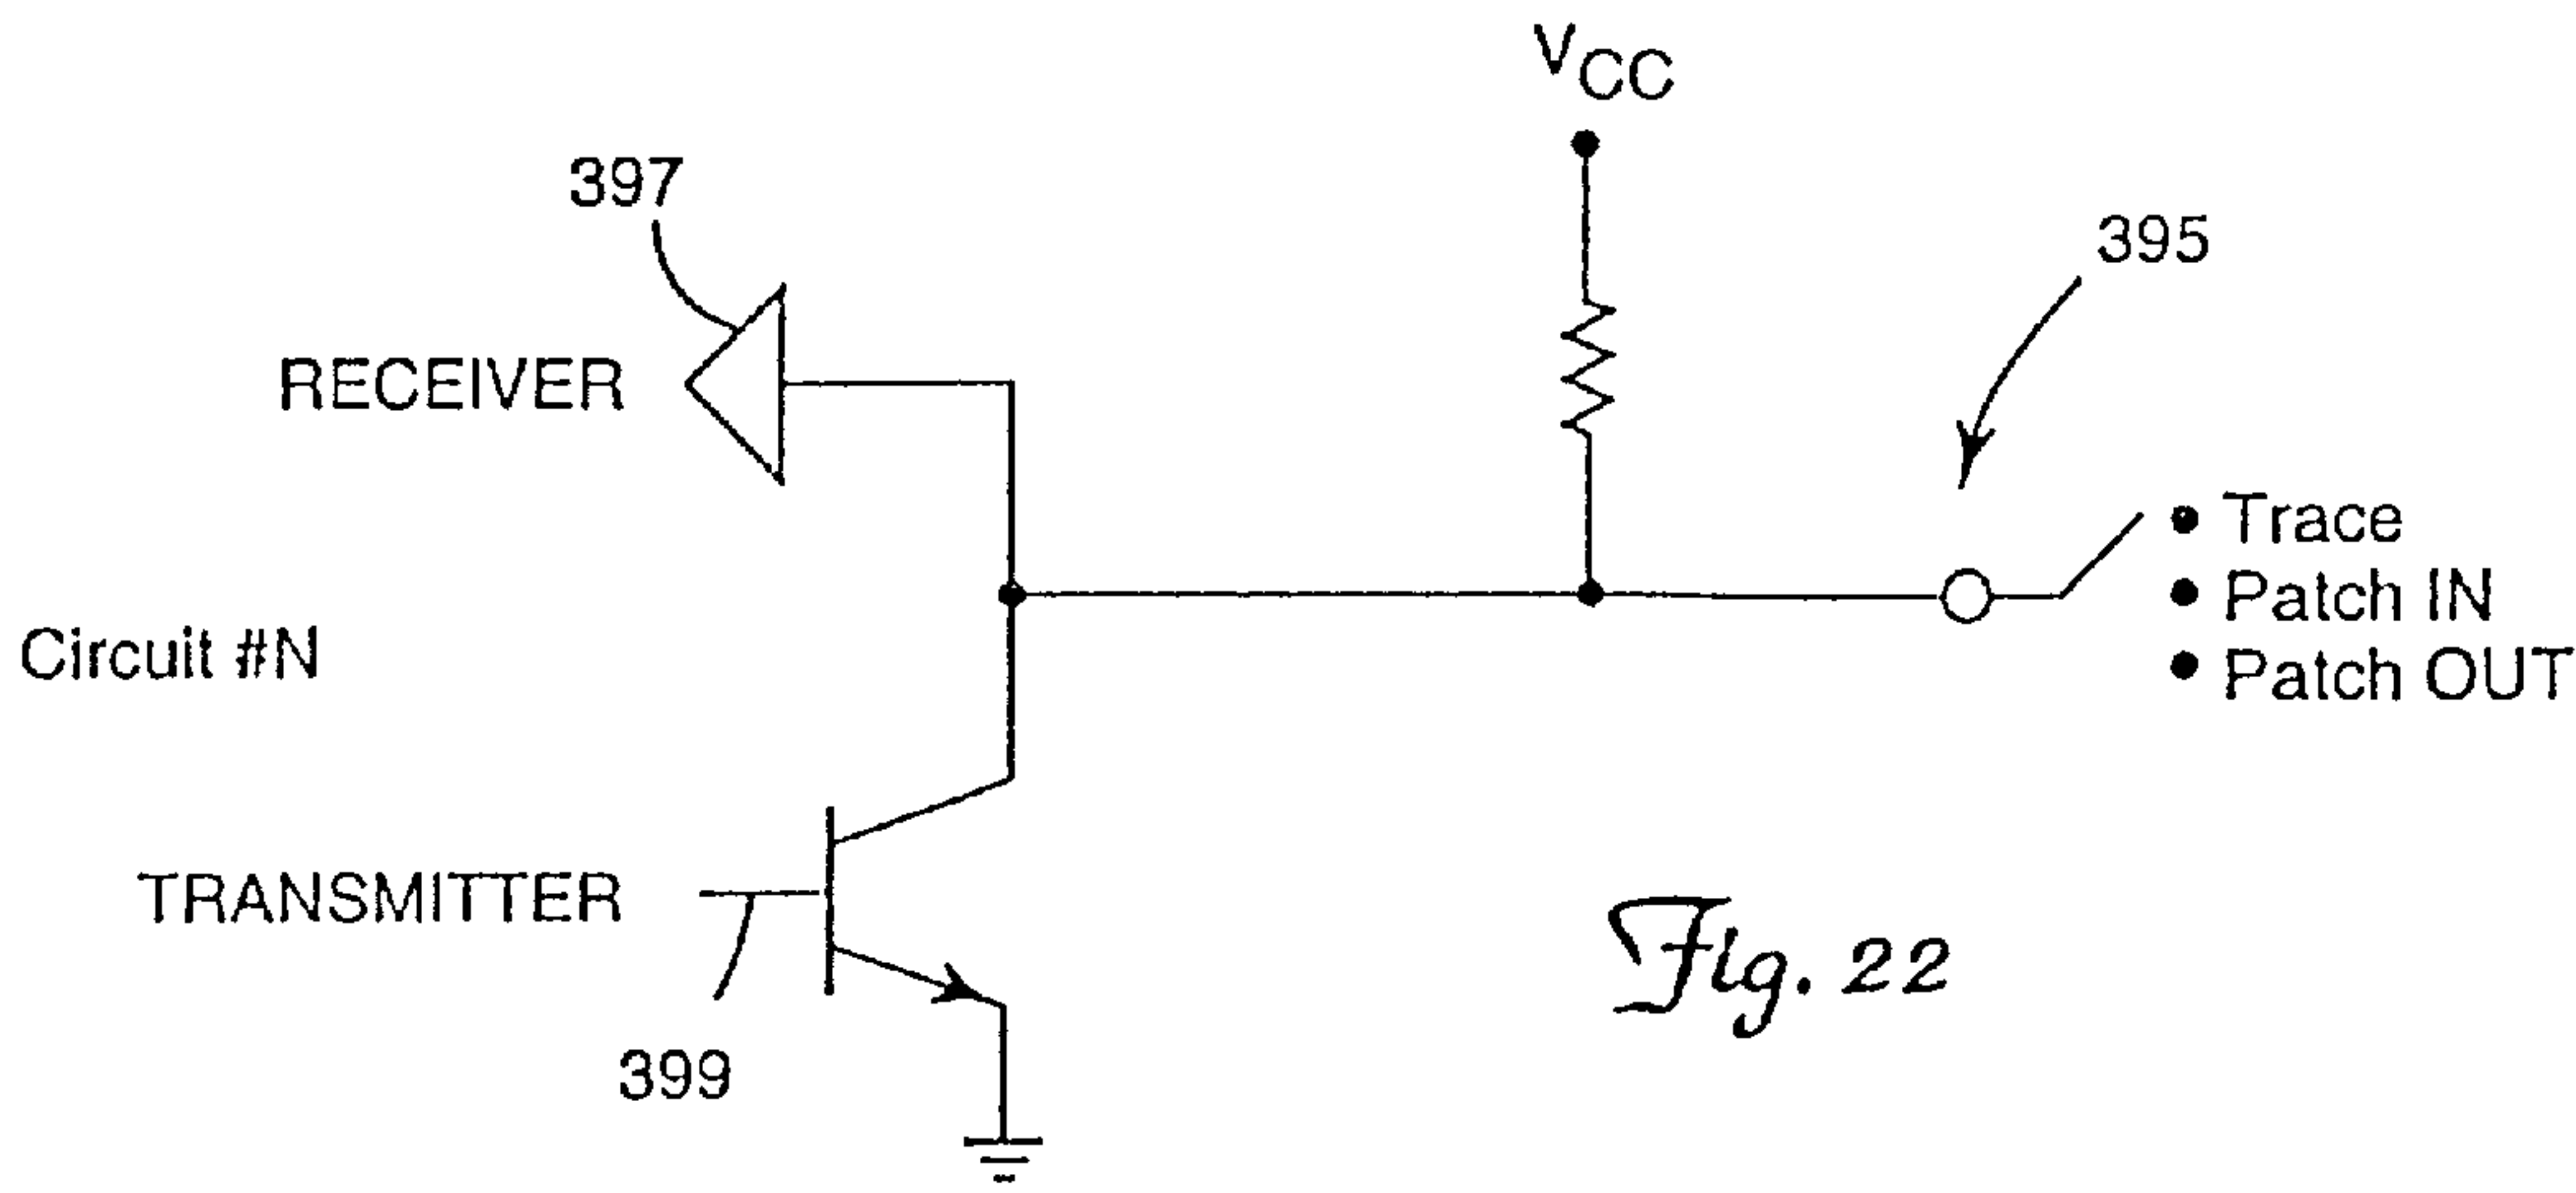 VCC
397
395
RECEIVER
Trace
Patch IN
Patch OUT
Circuit #N
TRANSMITTER
399
Fig. 22